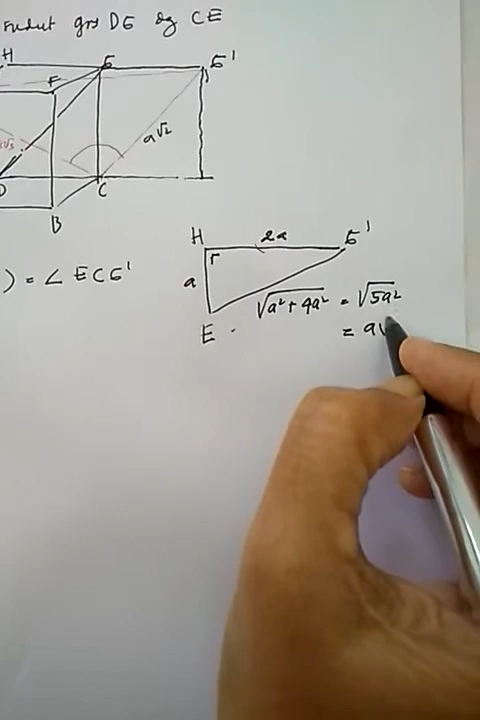 sudut grs DG dg CE
H G G'
F
a√2
D C
B
H 2a G'
a
) = ∠ ECG'
√a² + 4a² = √5a²
E
= a√